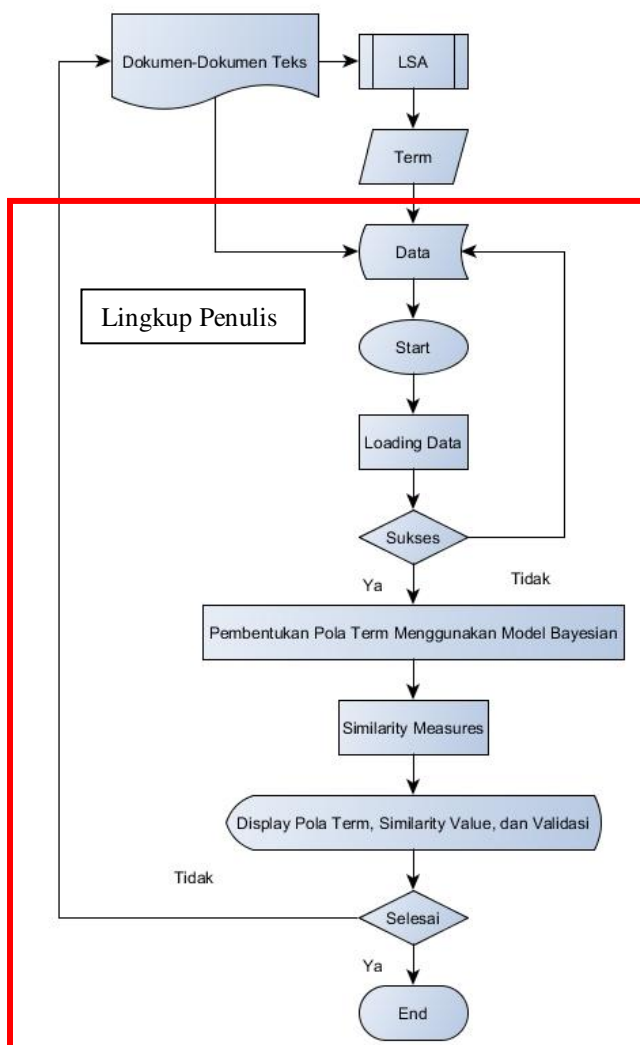 Dokumen-Dokumen Teks
LSA
Term
Data
Lingkup Penulis
Start
Loading Data
Sukses
Ya
Tidak
Pembentukan Pola Term Menggunakan Model Bayesian
Similarity Measures
Display Pola Term, Similarity Value, dan Validasi
Tidak
Selesai
Ya
End